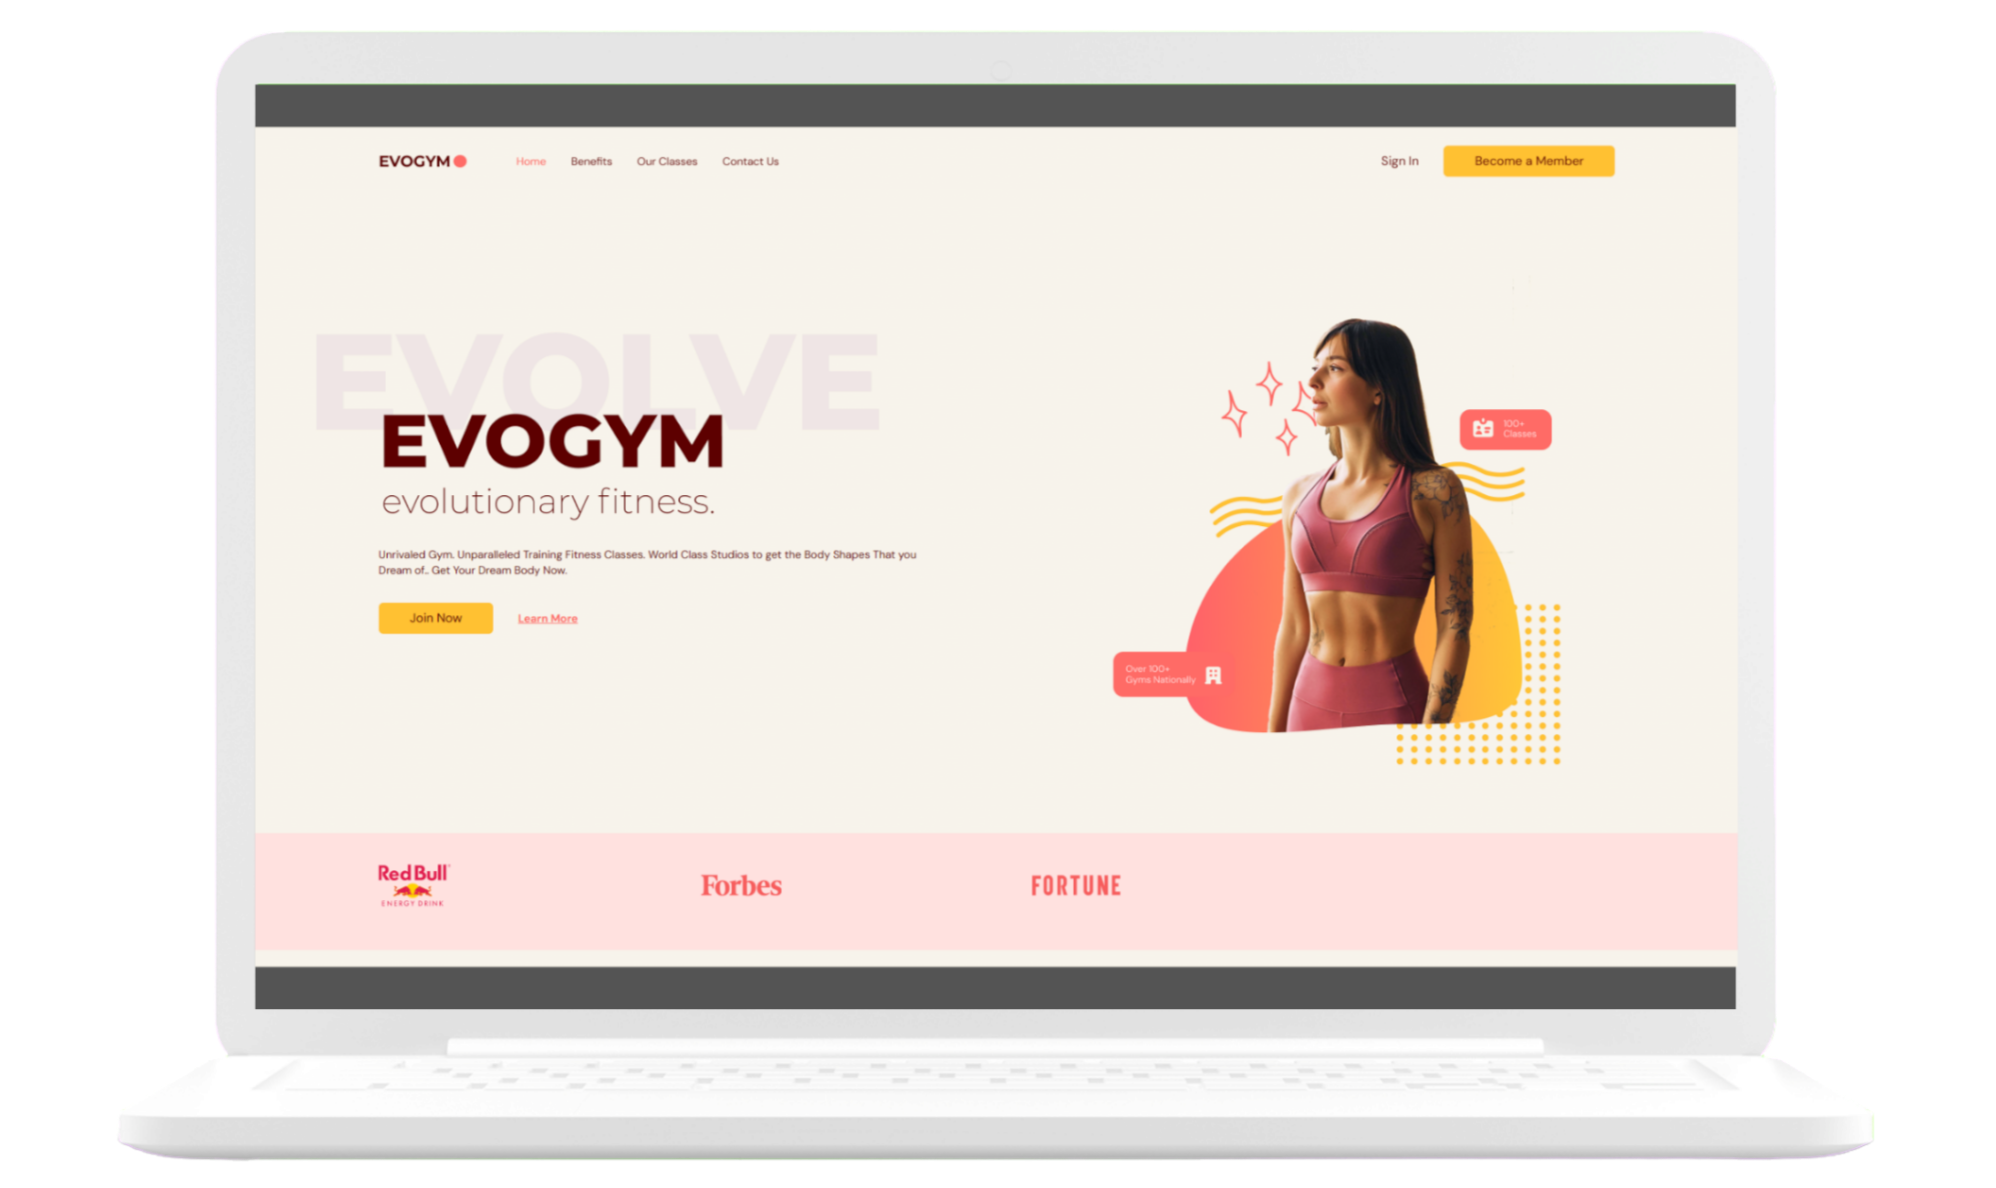 EVOGYM
Home
Benefits
Our Classes
Contact Us
Sign In
Become a Member
EVOLVE
EVOGYM
evolutionary fitness.
Unrivaled Gym. Unparalleled Training Fitness Classes. World Class Studios to get the Body Shapes That you
Dream of.. Get Your Dream Body Now.
Join Now
Learn More
100+
Classes
Over 100+
Gyms Nationally
Red Bull
ENERGY DRINK
Forbes
FORTUNE